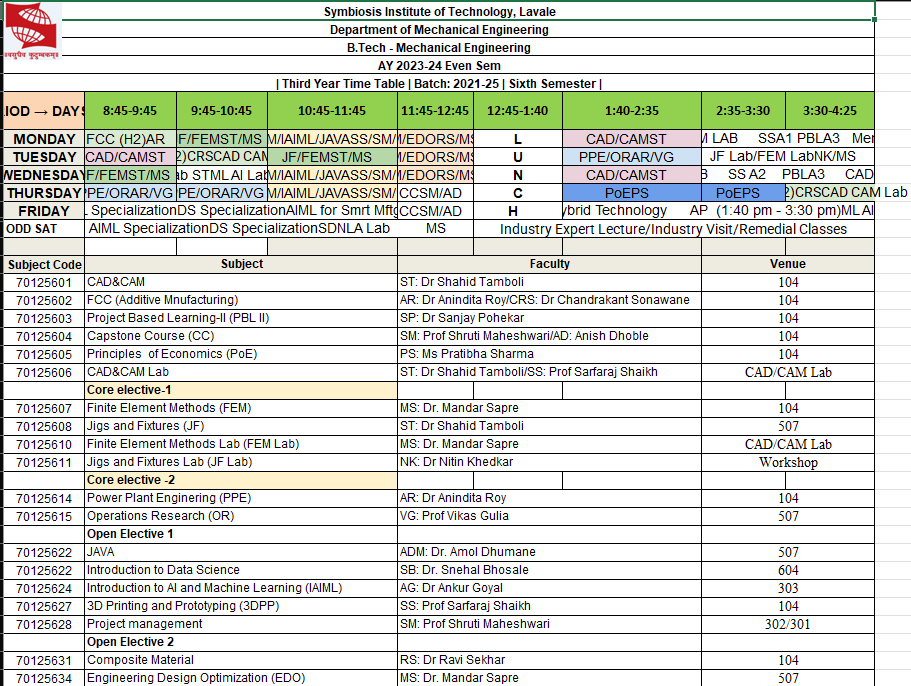 Symbiosis Institute of Technology, Lavale
Department of Mechanical Engineering
B.Tech - Mechanical Engineering
AY 2023-24 Even Sem
| Third Year Time Table | Batch: 2021-25 | Sixth Semester |
IOD → DAYS 8:45-9:45 9:45-10:45 10:45-11:45 11:45-12:45 12:45-1:40 1:40-2:35 2:35-3:30 3:30-4:25
MONDAY FCC (H2)AR F/FEMST/MS M/IAIML/JAVASS/SM/ M/EDORS/MS L CAD/CAMST M LAB SSA1 PBLA3 Mer
TUESDAY CAD/CAMST 2)CRSCAD CAM JF/FEMST/MS M/EDORS/MS U PPE/ORAR/VG JF Lab/FEM LabNK/MS
WEDNESDAY F/FEMST/MS ab STMLAI Lab M/IAIML/JAVASS/SM/ M/EDORS/MS N CAD/CAMST B SSA2 PBLA3 CAD
THURSDAY PPE/ORAR/VG PE/ORAR/VG M/IAIML/JAVASS/SM/ CCSM/AD C PoEPS PoEPS 2)CRSCAD CAM Lab
FRIDAY SpecializationDS SpecializationAIML for Smrt Mftg CCSM/AD H ybrid Technology AP (1:40 pm - 3:30 pm)ML AI
ODD SAT AIML SpecializationDS SpecializationSDNLA Lab MS Industry Expert Lecture/Industry Visit/Remedial Classes
Subject Code Subject Faculty Venue
70125601 CAD&CAM ST: Dr Shahid Tamboli 104
70125602 FCC (Additive Mnufacturing) AR: Dr Anindita Roy/CRS: Dr Chandrakant Sonawane 104
70125603 Project Based Learning-II (PBL II) SP: Dr Sanjay Pohekar 104
70125604 Capstone Course (CC) SM: Prof Shruti Maheshwari/AD: Anish Dhoble 104
70125605 Principles of Economics (PoE) PS: Ms Pratibha Sharma 104
70125606 CAD&CAM Lab ST: Dr Shahid Tamboli/SS: Prof Sarfaraj Shaikh CAD/CAM Lab
Core elective-1
70125607 Finite Element Methods (FEM) MS: Dr. Mandar Sapre 104
70125608 Jigs and Fixtures (JF) ST: Dr Shahid Tamboli 507
70125610 Finite Element Methods Lab (FEM Lab) MS: Dr. Mandar Sapre CAD/CAM Lab
70125611 Jigs and Fixtures Lab (JF Lab) NK: Dr Nitin Khedkar Workshop
Core elective -2
70125614 Power Plant Enginering (PPE) AR: Dr Anindita Roy 104
70125615 Operations Research (OR) VG: Prof Vikas Gulia 507
Open Elective 1
70125622 JAVA ADM: Dr. Amol Dhumane 507
70125622 Introduction to Data Science SB: Dr. Snehal Bhosale 604
70125624 Introduction to AI and Machine Learning (IAIML) AG: Dr Ankur Goyal 303
70125627 3D Printing and Prototyping (3DPP) SS: Prof Sarfaraj Shaikh 104
70125628 Project management SM: Prof Shruti Maheshwari 302/301
Open Elective 2
70125631 Composite Material RS: Dr Ravi Sekhar 104
70125634 Engineering Design Optimization (EDO) MS: Dr. Mandar Sapre 507